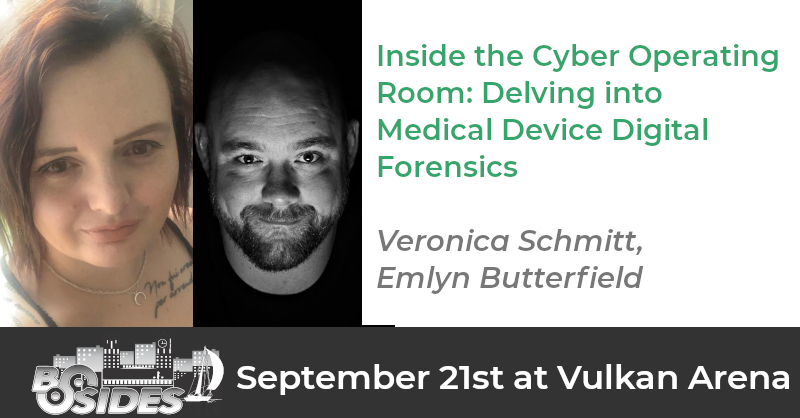 Inside the Cyber Operating
Room: Delving into
Medical Device Digital
Forensics
Veronica Schmitt,
Emlyn Butterfield
BSIDES
September 21st at Vulkan Arena